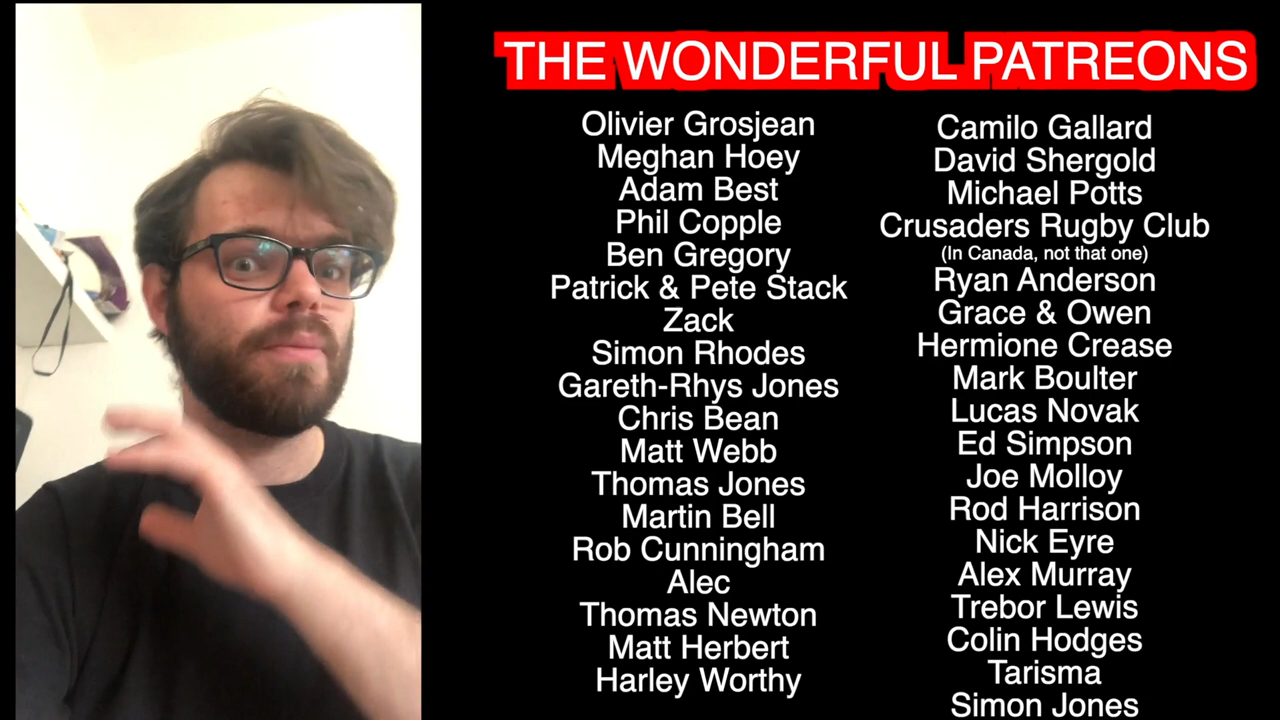 THE WONDERFUL PATREONS
Olivier Grosjean
Meghan Hoey
Adam Best
Phil Copple
Ben Gregory
Patrick & Pete Stack
Zack
Simon Rhodes
Gareth-Rhys Jones
Chris Bean
Matt Webb
Thomas Jones
Martin Bell
Rob Cunningham
Alec
Thomas Newton
Matt Herbert
Harley Worthy
Camilo Gallard
David Shergold
Michael Potts
Crusaders Rugby Club
(In Canada, not that one)
Ryan Anderson
Grace & Owen
Hermione Crease
Mark Boulter
Lucas Novak
Ed Simpson
Joe Molloy
Rod Harrison
Nick Eyre
Alex Murray
Trebor Lewis
Colin Hodges
Tarisma
Simon Jones